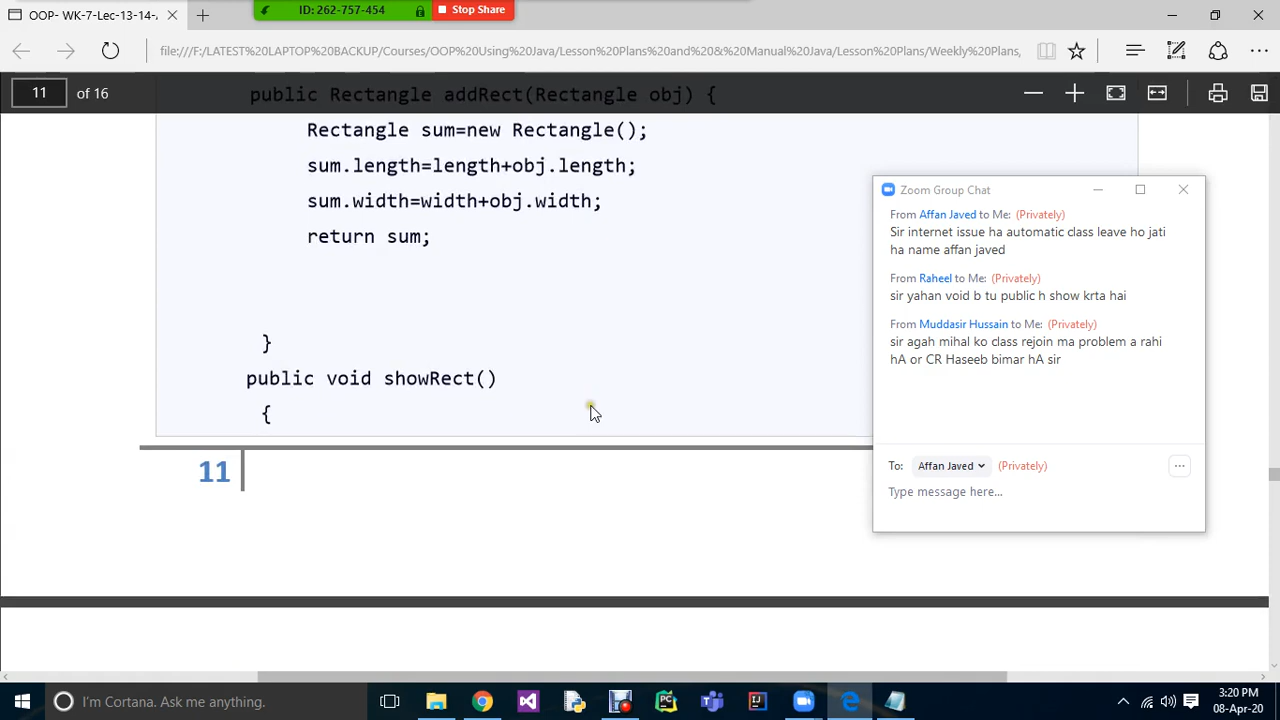 OOP- WK-7-Lec-13-14-
ID: 262-757-454
Stop Share
file:///F:/LATEST%20LAPTOP%20BACKUP/Courses/OOP%20Using%20Java/Lesson%20Plans%20and%20&%20Manual%20Java/Lesson%20Plans/Weekly%20Plans,
11 of 16
public Rectangle addRect(Rectangle obj) {
Rectangle sum=new Rectangle();
sum.length=length+obj.length;
sum.width=width+obj.width;
return sum;
}
public void showRect()
{
11
Zoom Group Chat
From Affan Javed to Me: (Privately)
Sir internet issue ha automatic class leave ho jati
ha name affan javed
From Raheel to Me: (Privately)
sir yahan void b tu public h show krta hai
From Muddasir Hussain to Me: (Privately)
sir agah mihal ko class rejoin ma problem a rahi
hA or CR Haseeb bimar hA sir
To: Affan Javed (Privately)
Type message here...
I'm Cortana. Ask me anything.
3:20 PM
08-Apr-20